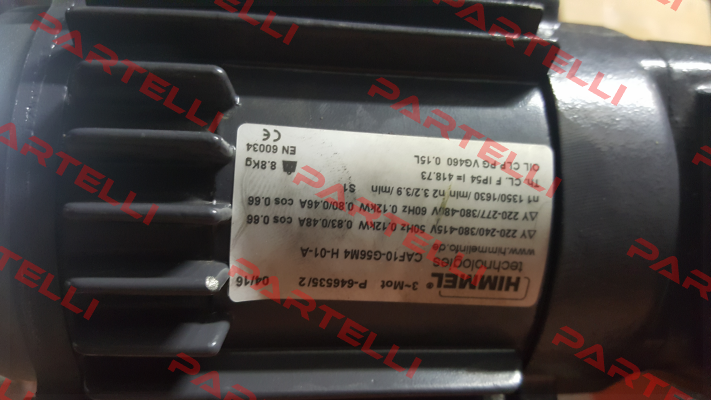 HIMMEL® 3~Mot P-646535/2 04/16
technologies
www.himmelinfo.de CAF10-G56M4 H-01-A
ΔY 220-240/380-415V 50Hz 0.12kW 0.83/0.48A cos 0.66
ΔY 220-277/380-480V 60Hz 0.12kW 0.80/0.46A cos 0.66
n1 1350/1630 /min n2 3.2/3.9 /min S1
Th. CL. F IP54 i= 418.73
OIL CLP PG VG460 0.15L 8.8Kg EN 60034
CE
PARTELLI
PARTELLI
PARTELLI
PARTELLI
PARTELLI
PARTELLI
PARTELLI